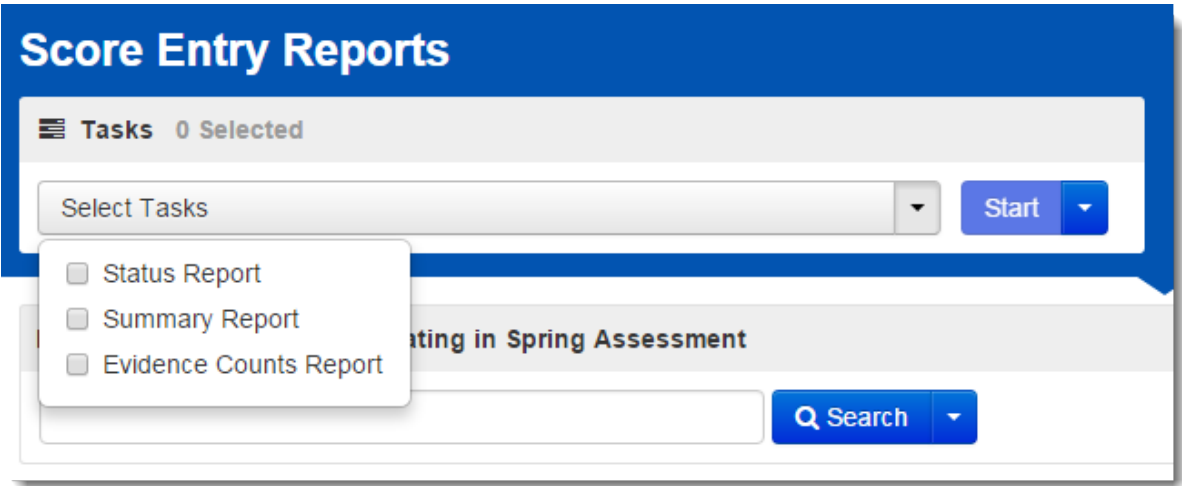 Score Entry Reports
Tasks 0 Selected
Select Tasks
Start
Status Report
Summary Report
Evidence Counts Report
in Spring Assessment
Search